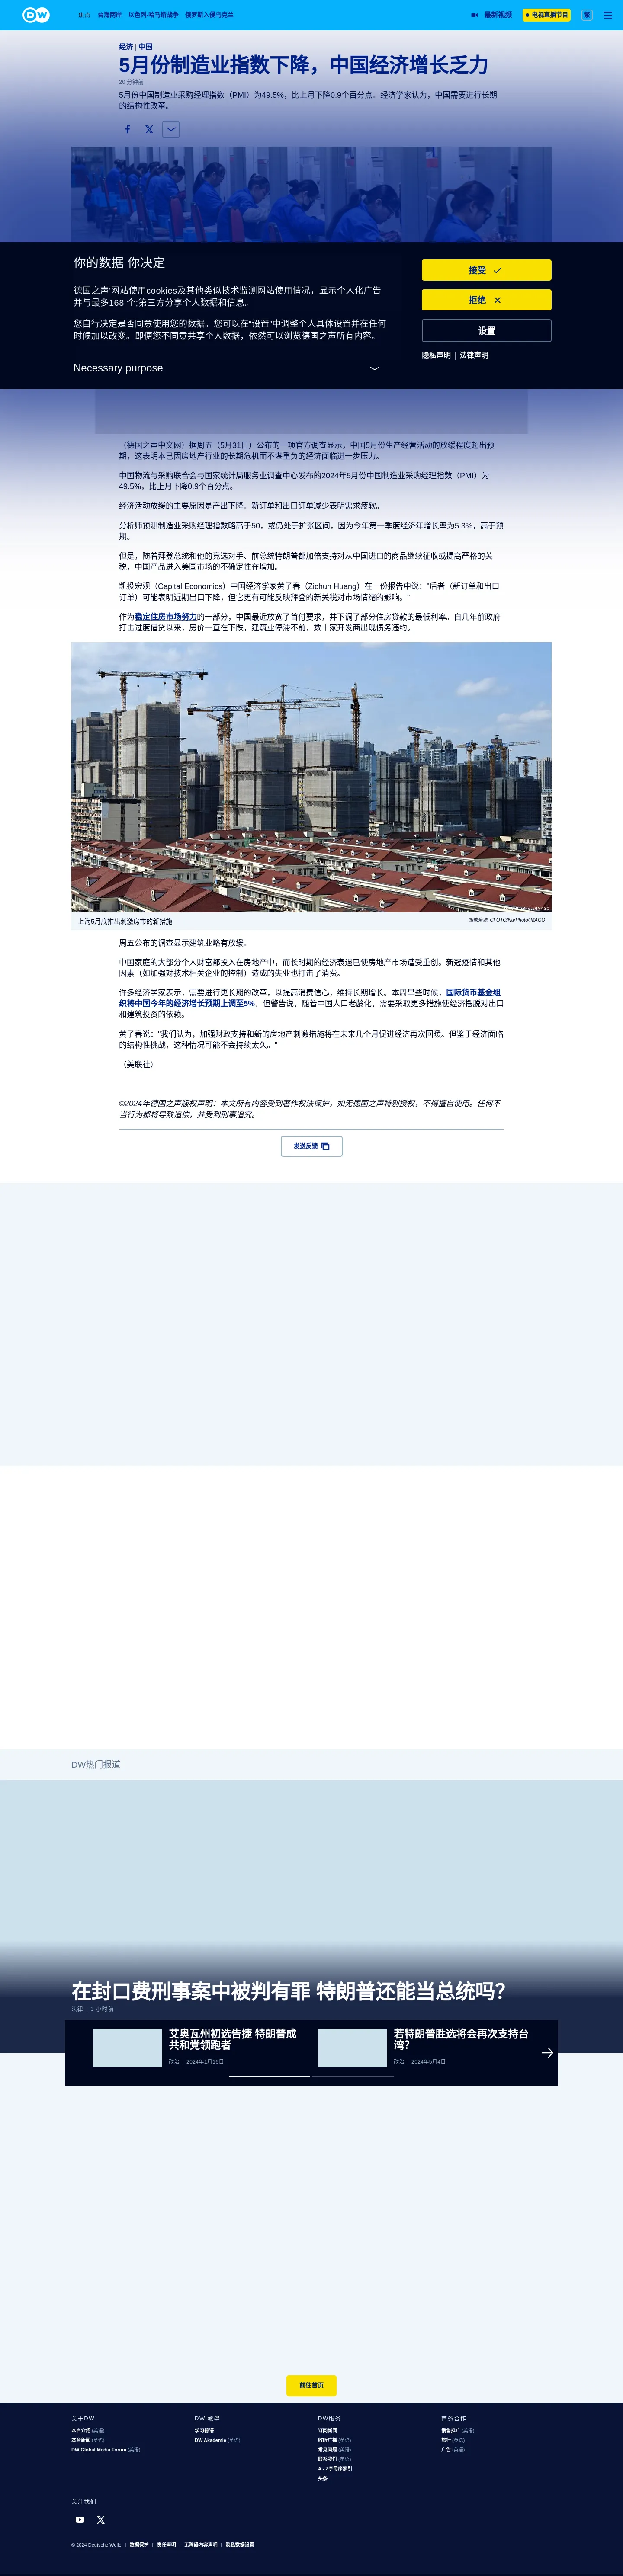 DW
焦点 台海两岸 以色列-哈马斯战争 俄罗斯入侵乌克兰
最新视频
电视直播节目
繁
经济 | 中国
5月份制造业指数下降，中国经济增长乏力
20 分钟前
5月份中国制造业采购经理指数（PMI）为49.5%，比上月下降0.9个百分点。经济学家认为，中国需要进行长期
的结构性改革。
你的数据 你决定
德国之声'网站使用cookies及其他类似技术监测网站使用情况，显示个人化广告
并与最多168 个;第三方分享个人数据和信息。
您自行决定是否同意使用您的数据。您可以在“设置”中调整个人具体设置并在任何
时候加以改变。即便您不同意共享个人数据，依然可以浏览德国之声所有内容。
Necessary purpose
接受
拒绝
设置
隐私声明 | 法律声明
（德国之声中文网）据周五（5月31日）公布的一项官方调查显示，中国5月份生产经营活动的放缓程度超出预
期，这表明本已因房地产行业的长期危机而不堪重负的经济面临进一步压力。
中国物流与采购联合会与国家统计局服务业调查中心发布的2024年5月份中国制造业采购经理指数（PMI）为
49.5%，比上月下降0.9个百分点。
经济活动放缓的主要原因是产出下降。新订单和出口订单减少表明需求疲软。
分析师预测制造业采购经理指数略高于50，或仍处于扩张区间，因为今年第一季度经济年增长率为5.3%，高于预
期。
但是，随着拜登总统和他的竞选对手、前总统特朗普都加倍支持对从中国进口的商品继续征收或提高严格的关
税，中国产品进入美国市场的不确定性在增加。
凯投宏观（Capital Economics）中国经济学家黄子春（Zichun Huang）在一份报告中说：“后者（新订单和出口
订单）可能表明近期出口下降，但它更有可能反映拜登的新关税对市场情绪的影响。"
作为稳定住房市场努力的一部分，中国最近放宽了首付要求，并下调了部分住房贷款的最低利率。自几年前政府
打击过度借贷以来，房价一直在下跌，建筑业停滞不前，数十家开发商出现债务违约。
上海5月底推出刺激房市的新措施
图像来源: CFOTO/NurPhoto/IMAGO
周五公布的调查显示建筑业略有放缓。
中国家庭的大部分个人财富都投入在房地产中，而长时期的经济衰退已使房地产市场遭受重创。新冠疫情和其他
因素（如加强对技术相关企业的控制）造成的失业也打击了消费。
许多经济学家表示，需要进行更长期的改革，以提高消费信心，维持长期增长。本周早些时候，国际货币基金组
织将中国今年的经济增长预期上调至5%，但警告说，随着中国人口老龄化，需要采取更多措施使经济摆脱对出口
和建筑投资的依赖。
黄子春说：“我们认为，加强财政支持和新的房地产刺激措施将在未来几个月促进经济再次回暖。但鉴于经济面临
的结构性挑战，这种情况可能不会持续太久。"
（美联社）
©2024年德国之声版权声明：本文所有内容受到著作权法保护，如无德国之声特别授权，不得擅自使用。任何不
当行为都将导致追偿，并受到刑事追究。
发送反馈
DW热门报道
在封口费刑事案中被判有罪 特朗普还能当总统吗？
法律 | 3 小时前
艾奥瓦州初选告捷 特朗普成
共和党领跑者
政治 | 2024年1月16日
若特朗普胜选将会再次支持台
湾？
政治 | 2024年5月4日
前往首页
关于DW
本台介绍 (英语)
本台新闻 (英语)
DW Global Media Forum (英语)
DW 教學
学习德语
DW Akademie (英语)
DW服务
订阅新闻
收听广播 (英语)
常见问题 (英语)
联系我们 (英语)
A - Z字母序索引
头条
商务合作
销售推广 (英语)
旅行 (英语)
广告 (英语)
关注我们
© 2024 Deutsche Welle | 数据保护 | 责任声明 | 无障碍内容声明 | 隐私数据设置